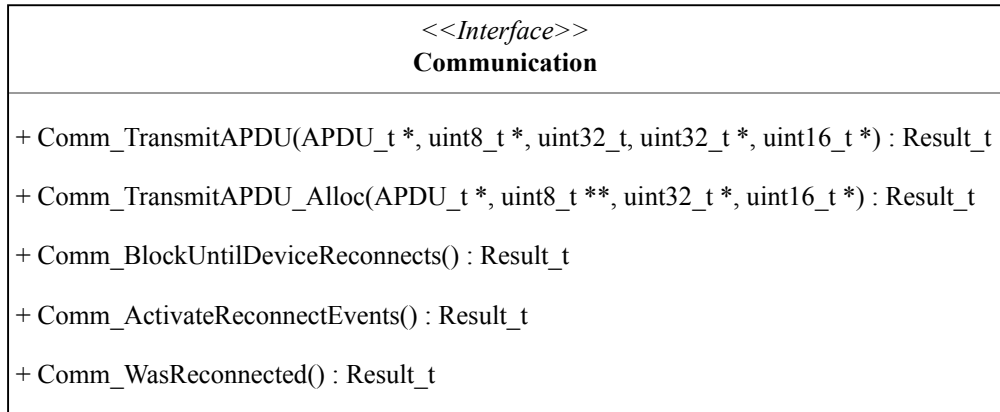 <<Interface>>
Communication
+ Comm_TransmitAPDU(APDU_t *, uint8_t *, uint32_t, uint32_t *, uint16_t *) : Result_t
+ Comm_TransmitAPDU_Alloc(APDU_t *, uint8_t **, uint32_t *, uint16_t *) : Result_t
+ Comm_BlockUntilDeviceReconnects() : Result_t
+ Comm_ActivateReconnectEvents() : Result_t
+ Comm_WasReconnected() : Result_t